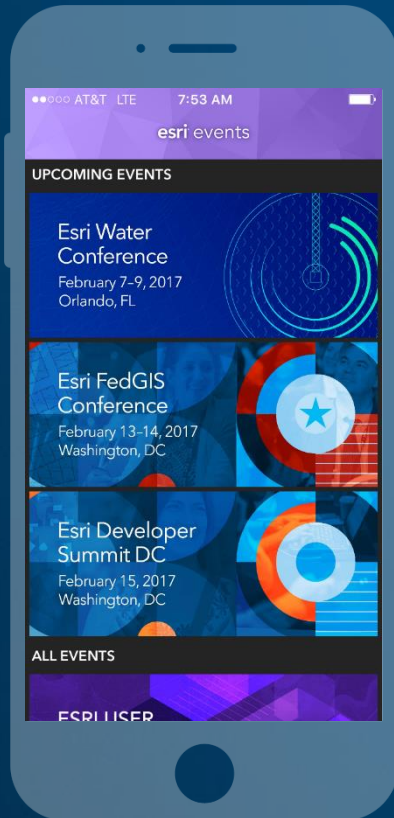 AT&T LTE 7:53 AM
esri events
UPCOMING EVENTS
Esri Water
Conference
February 7–9, 2017
Orlando, FL
Esri FedGIS
Conference
February 13–14, 2017
Washington, DC
Esri Developer
Summit DC
February 15, 2017
Washington, DC
ALL EVENTS
ESRI USER